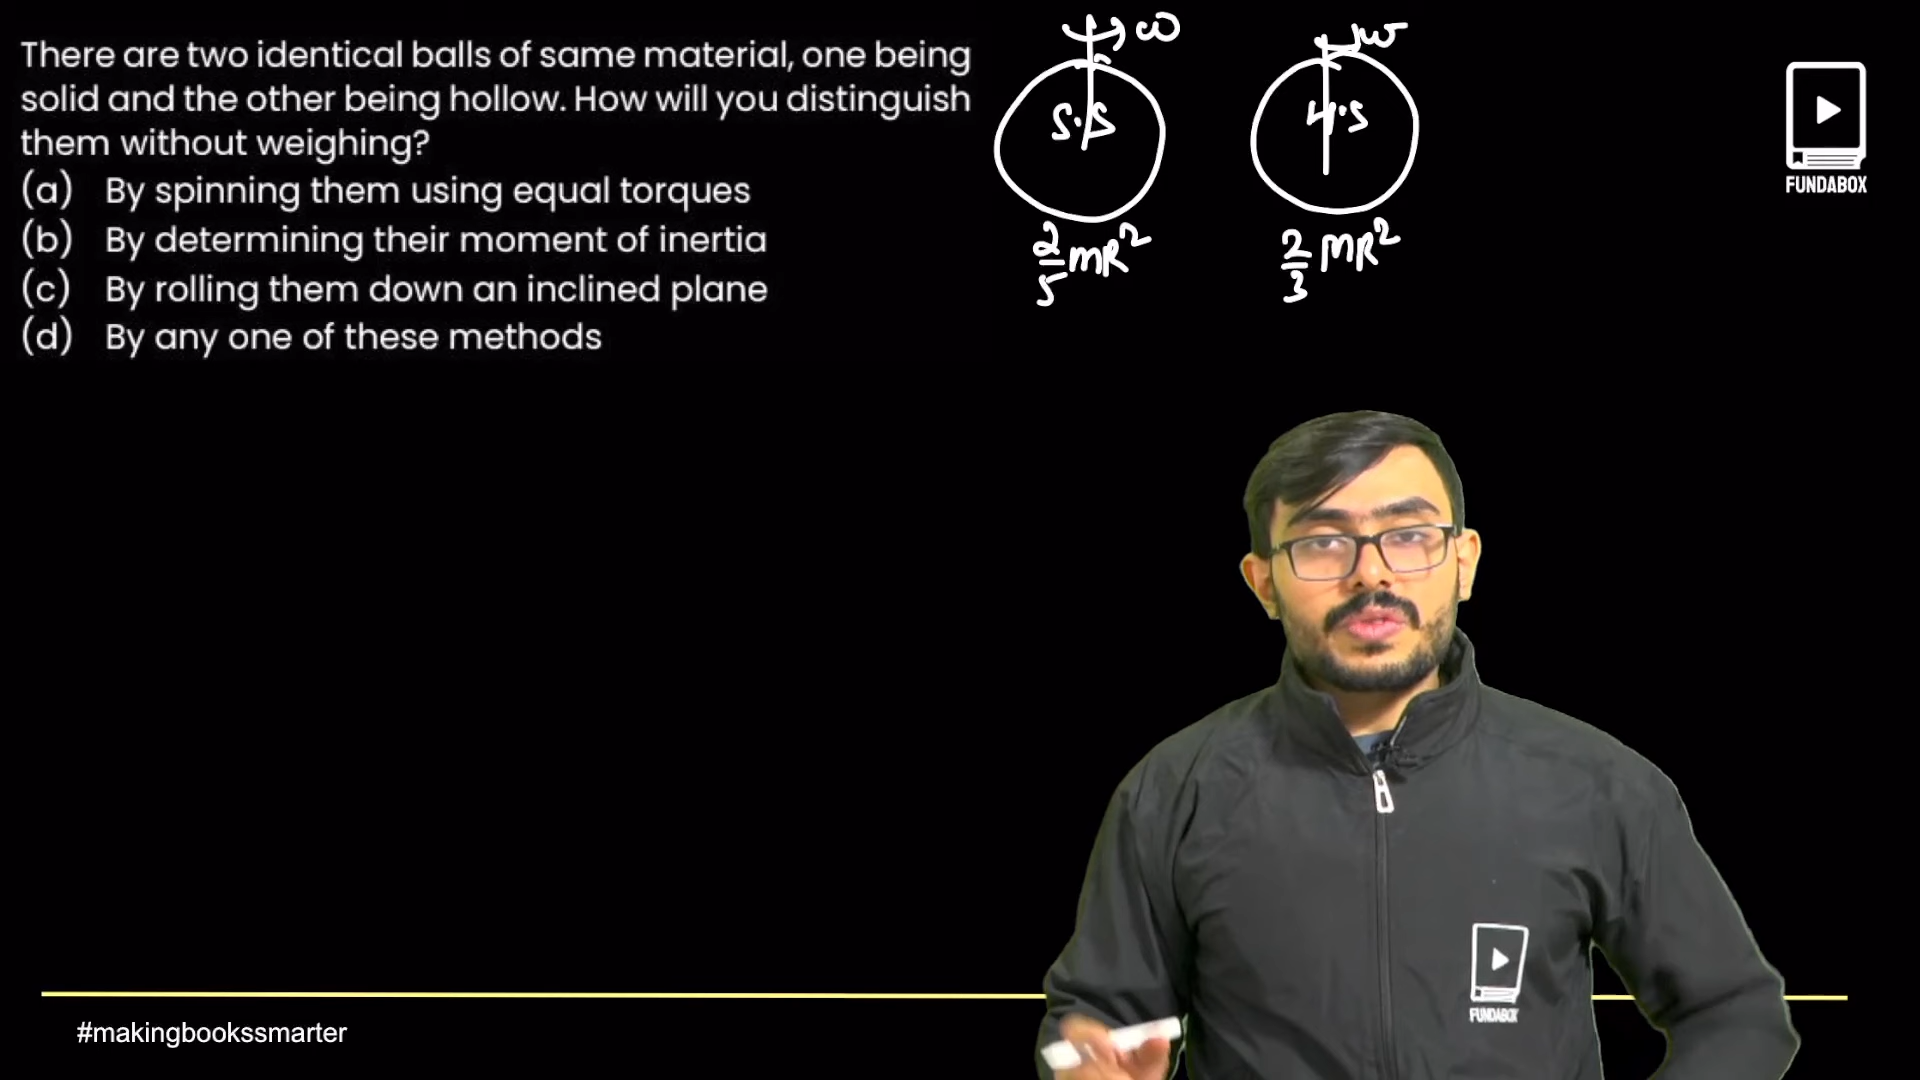 There are two identical balls of same material, one being
solid and the other being hollow. How will you distinguish
them without weighing?
(a) By spinning them using equal torques
(b) By determining their moment of inertia
(c) By rolling them down an inclined plane
(d) By any one of these methods
ω
ω
S.S
H.S
2/5 MR²
2/3 MR²
FUNDABOX
FUNDABOX
#makingbookssmarter